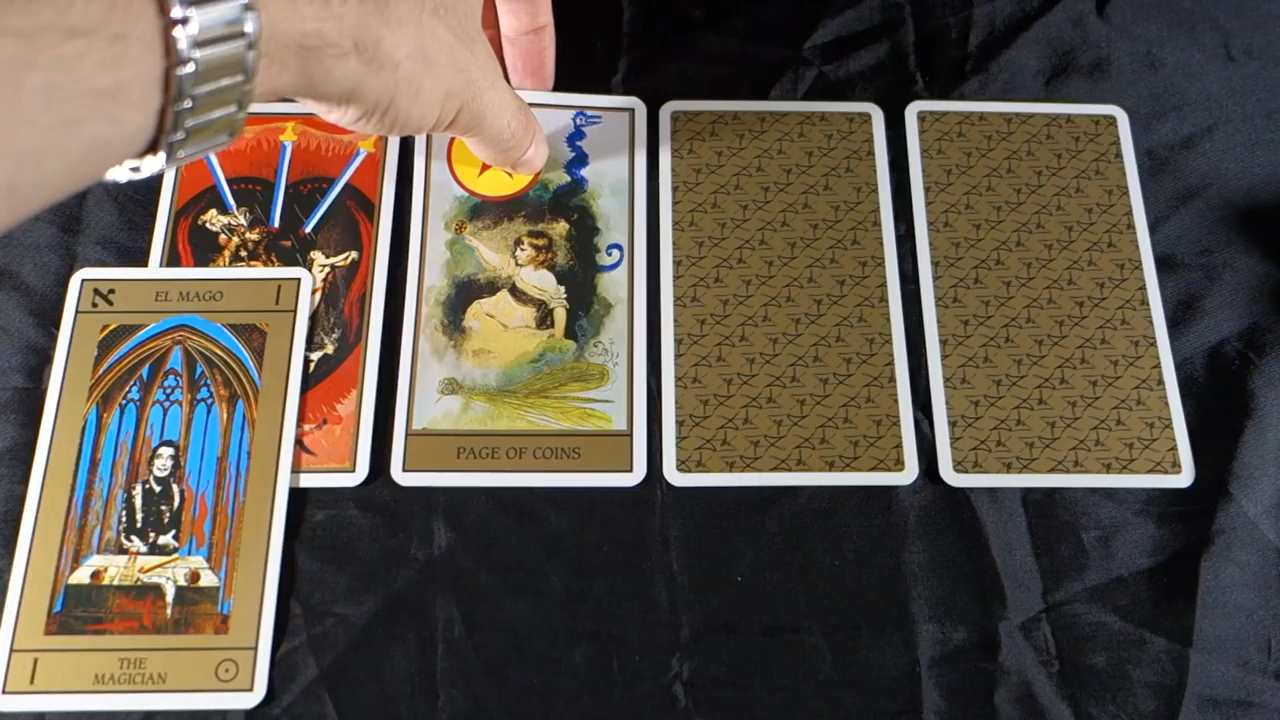 א EL MAGO I
PAGE OF COINS
I THE
MAGICIAN